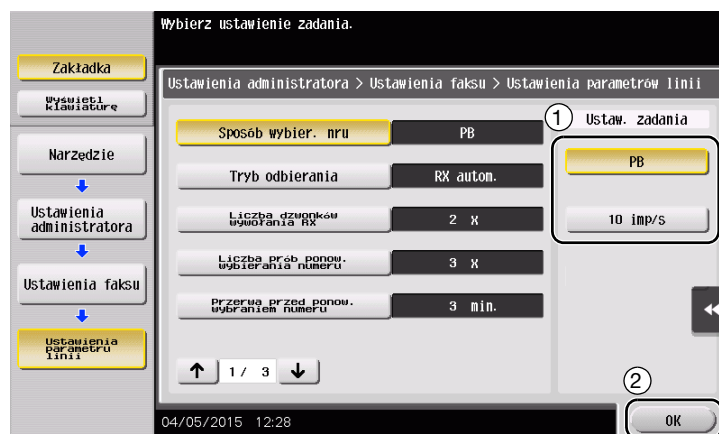 Wybierz ustawienie zadania.
Zakładka
Wyświetl
klawiaturę
Narzędzie
Ustawienia
administratora
Ustawienia faksu
Ustawienia
parametru
linii
Ustawienia administratora > Ustawienia faksu > Ustawienia parametrów linii
Sposób wybier. nru
PB
Tryb odbierania
RX autom.
Liczba dzwonków
wywołania RX
2 X
Liczba prób ponow.
wybierania numeru
3 X
Przerwa przed ponow.
wybraniem numeru
3 min.
↑ 1/ 3 ↓
1
Ustaw. zadania
PB
10 imp/s
2
OK
04/05/2015 12:28